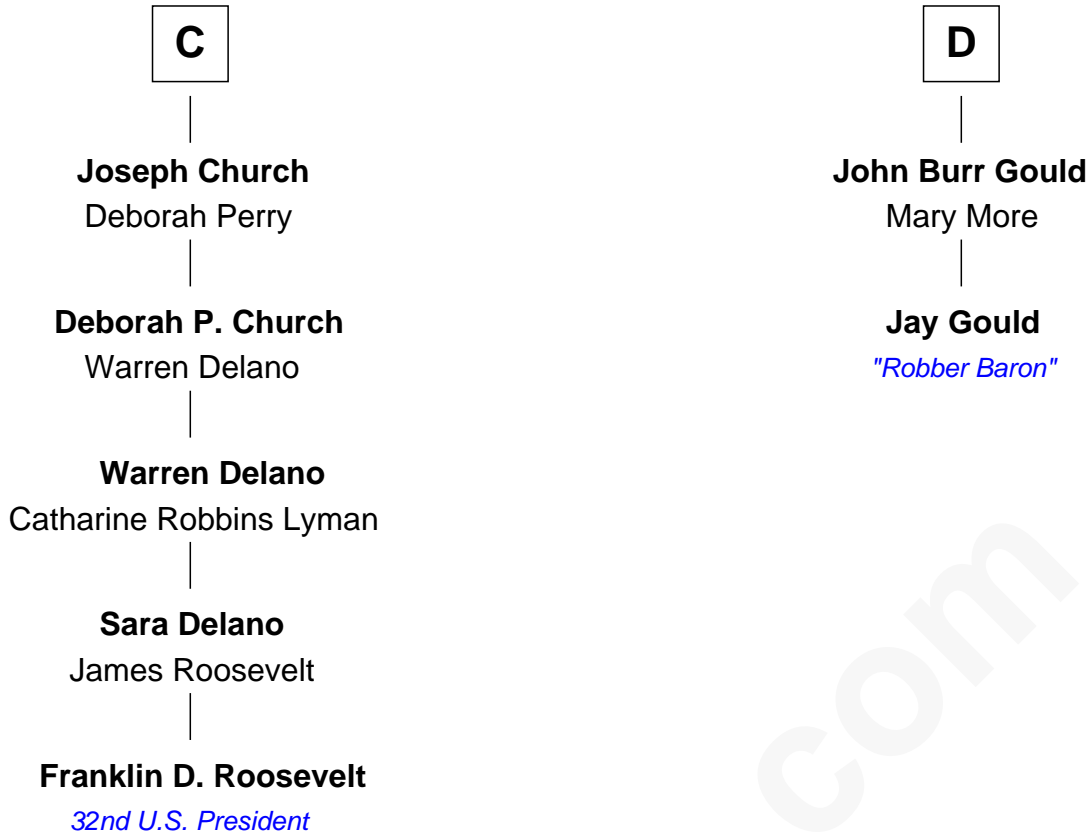 C
Joseph Church
Deborah Perry
Deborah P. Church
Warren Delano
Warren Delano
Catharine Robbins Lyman
Sara Delano
James Roosevelt
Franklin D. Roosevelt
32nd U.S. President
D
John Burr Gould
Mary More
Jay Gould
"Robber Baron"
com